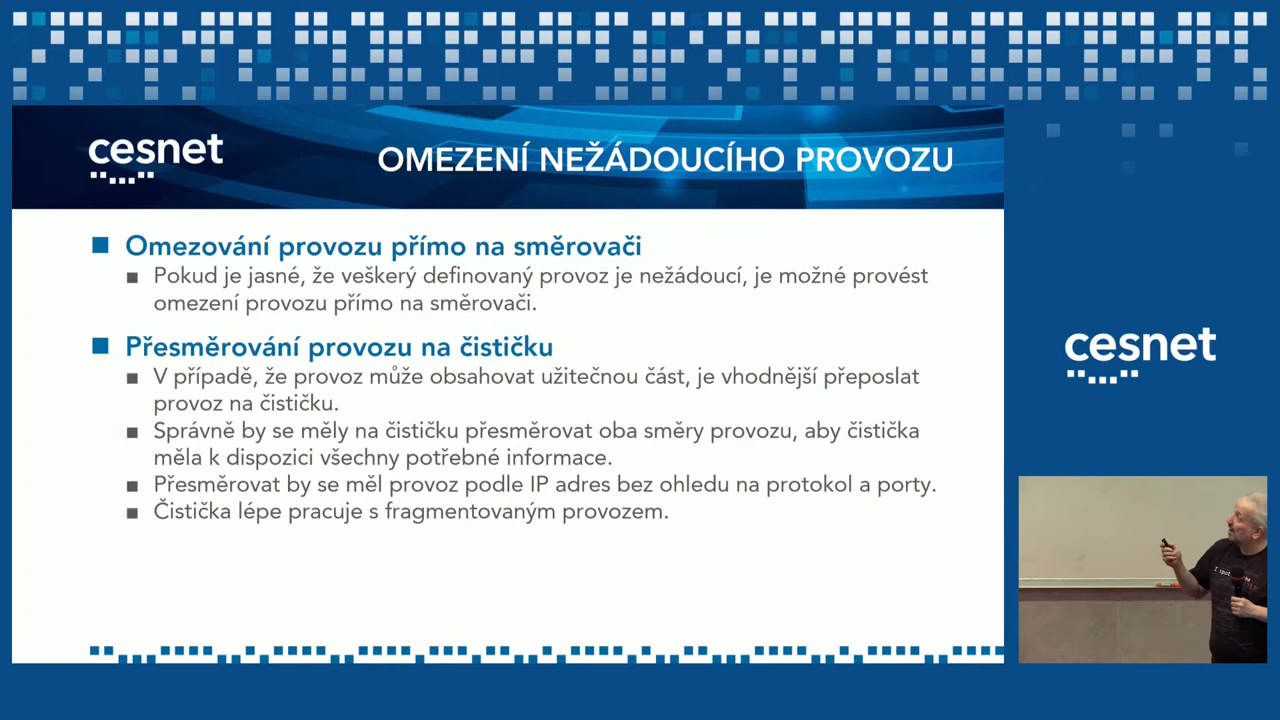 cesnet
OMEZENÍ NEŽÁDOUCÍHO PROVOZU
Omezování provozu přímo na směrovači
Pokud je jasné, že veškerý definovaný provoz je nežádoucí, je možné provést
omezení provozu přímo na směrovači.
Přesměrování provozu na čističku
V případě, že provoz může obsahovat užitečnou část, je vhodnější přeposlat
provoz na čističku.
Správně by se měly na čističku přesměrovat oba směry provozu, aby čistička
měla k dispozici všechny potřebné informace.
Přesměrovat by se měl provoz podle IP adres bez ohledu na protokol a porty.
Čistička lépe pracuje s fragmentovaným provozem.
cesnet
I spot